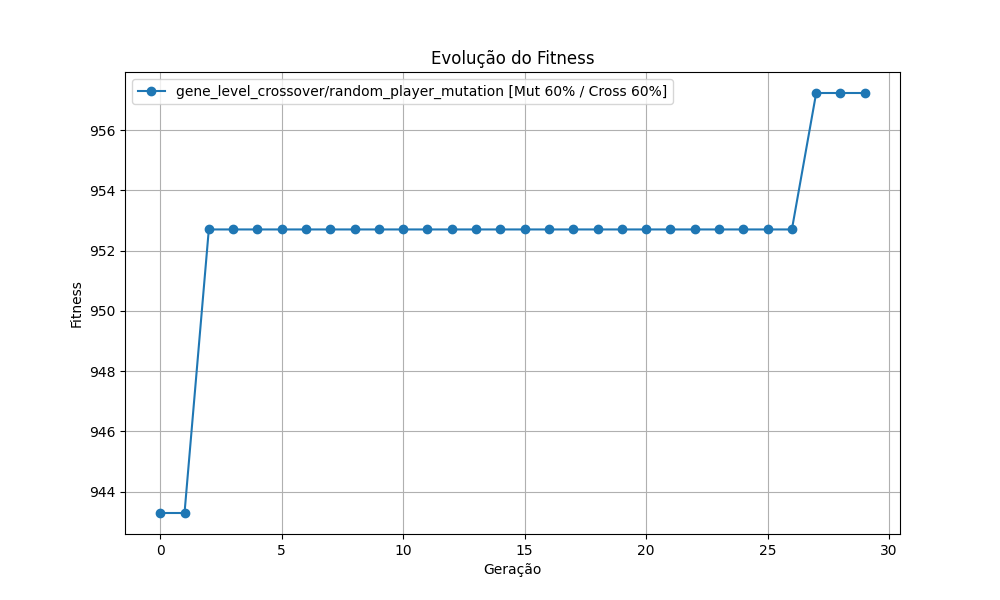 Evolução do Fitness
gene_level_crossover/random_player_mutation [Mut 60% / Cross 60%]
956
954
952
950
948
946
944
Fitness
0 5 10 15 20 25 30
Geração